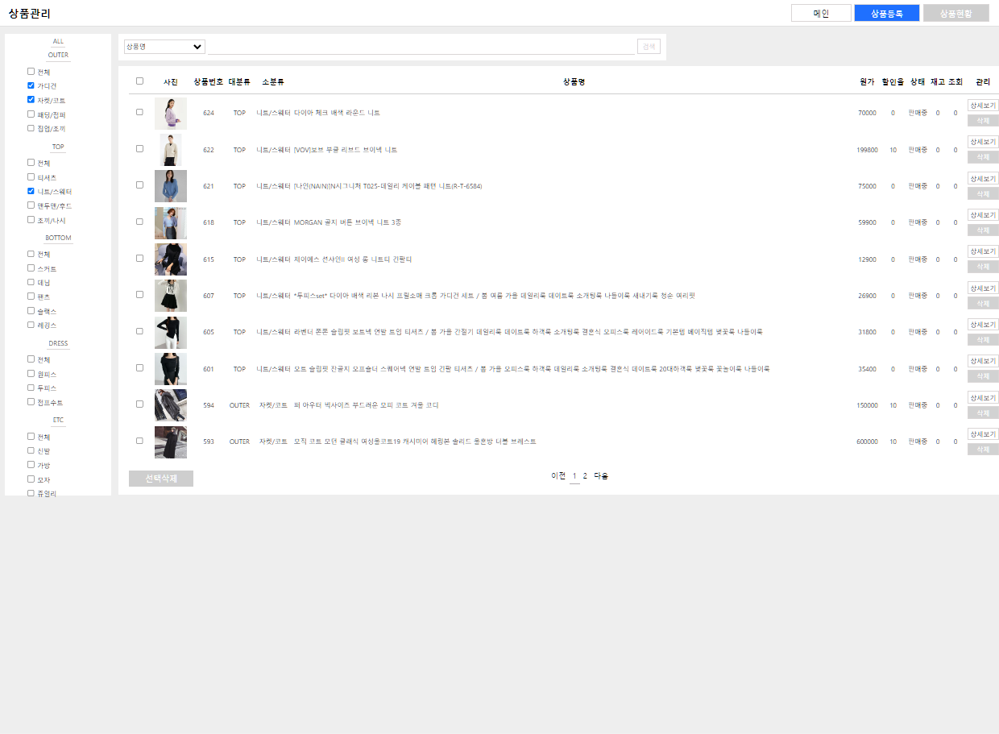 상품관리
메인 상품등록 상품현황
ALL
OUTER
전체
가디건
자켓/코트
패딩/점퍼
집업/조끼
TOP
전체
티셔츠
니트/스웨터
맨투맨/후드
조끼/나시
BOTTOM
전체
스커트
데님
팬츠
슬랙스
레깅스
DRESS
전체
원피스
투피스
점프수트
ETC
전체
신발
가방
모자
쥬얼리
상품명 검색
사진 상품번호 대분류 소분류 상품명 원가 할인율 상태 재고 조회 관리
624 TOP 니트/스웨터 다이아 체크 배색 라운드 니트 70000 0 판매중 0 0 상세보기
삭제
622 TOP 니트/스웨터 [VOV]보브 부클 리브드 브이넥 니트 199800 10 판매중 0 0 상세보기
삭제
621 TOP 니트/스웨터 [나인(NAIN)]N시그니처 T025-데일리 케이블 패턴 니트(R-T-6584) 75000 0 판매중 0 0 상세보기
삭제
618 TOP 니트/스웨터 MORGAN 골지 버튼 브이넥 니트 3종 59900 0 판매중 0 0 상세보기
삭제
615 TOP 니트/스웨터 제이에스 션샤인II 여성 롱 니트티 긴팔티 12900 0 판매중 0 0 상세보기
삭제
607 TOP 니트/스웨터 *투피스set* 다이아 배색 리본 나시 프릴소매 크롭 가디건 세트 / 봄 여름 가을 데일리룩 데이트룩 소개팅룩 나들이룩 새내기룩 청순 여리핏 26900 0 판매중 0 0 상세보기
삭제
605 TOP 니트/스웨터 라벤더 쫀쫀 슬림핏 보트넥 언발 트임 티셔츠 / 봄 가을 간절기 데일리룩 데이트룩 하객룩 소개팅룩 결혼식 오피스룩 레이어드룩 기본템 베이직템 벚꽃룩 나들이룩 31800 0 판매중 0 0 상세보기
삭제
601 TOP 니트/스웨터 오트 슬림핏 잔골지 오프숄더 스퀘어넥 언발 트임 긴팔 티셔츠 / 봄 가을 오피스룩 하객룩 데일리룩 소개팅룩 결혼식 데이트룩 20대하객룩 벚꽃룩 꽃놀이룩 나들이룩 35400 0 판매중 0 0 상세보기
삭제
594 OUTER 자켓/코트 퍼 아우터 빅사이즈 부드러운 모피 코트 겨울 코디 150000 10 판매중 0 0 상세보기
삭제
593 OUTER 자켓/코트 모직 코트 모던 클래식 여성울코트19 캐시미어 헤링본 솔리드 울혼방 더블 브레스트 600000 10 판매중 0 0 상세보기
삭제
선택삭제 이전 1 2 다음